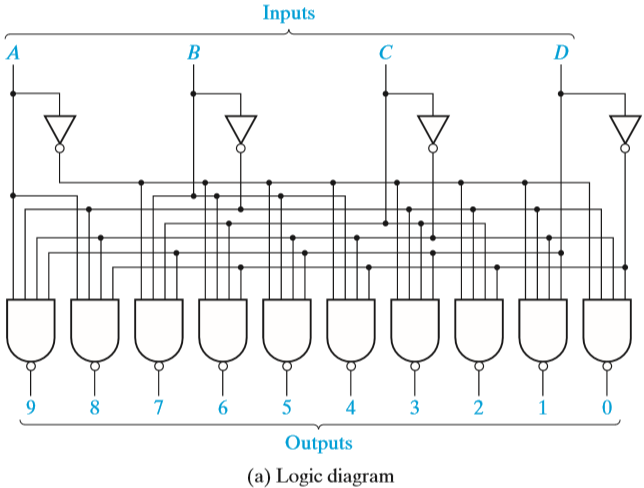 Inputs
A B C D
9 8 7 6 5 4 3 2 1 0
Outputs
(a) Logic diagram